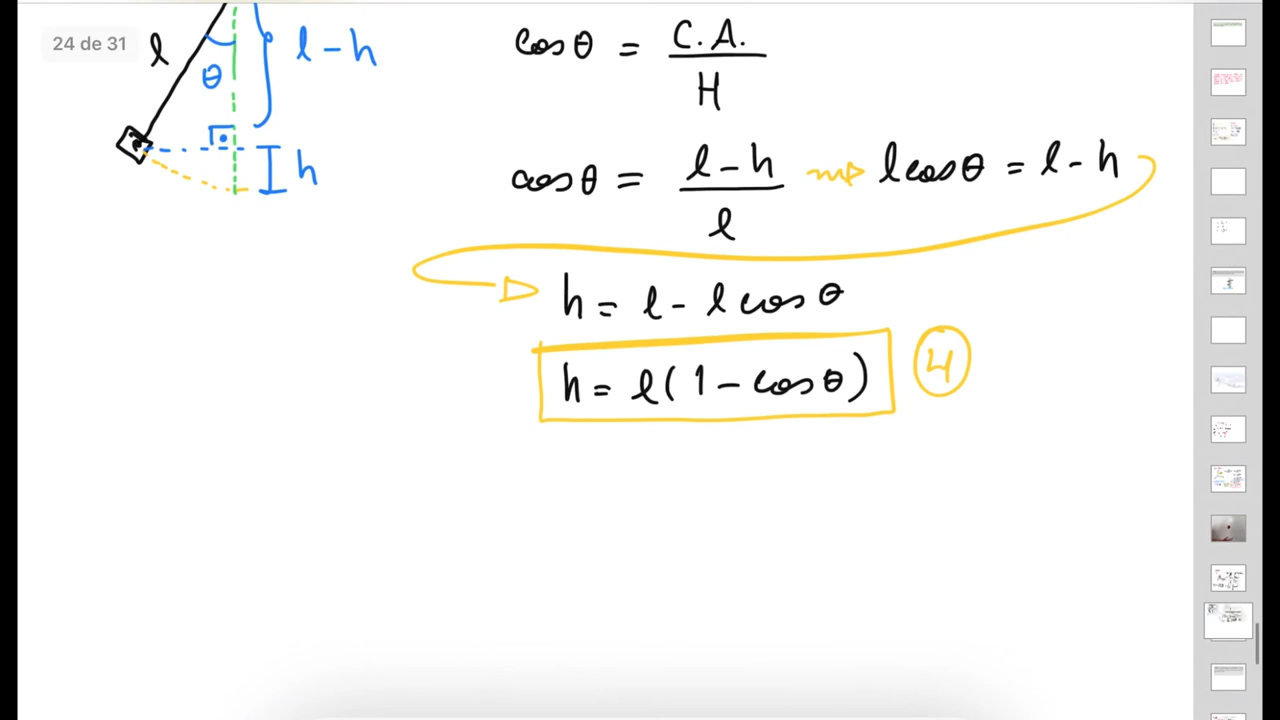 24 de 31
l
θ
l - h
h
cos θ = C.A. / H
cos θ = l - h / l ⇒ l cos θ = l - h
h = l - l cos θ
h = l ( 1 - cos θ ) 4